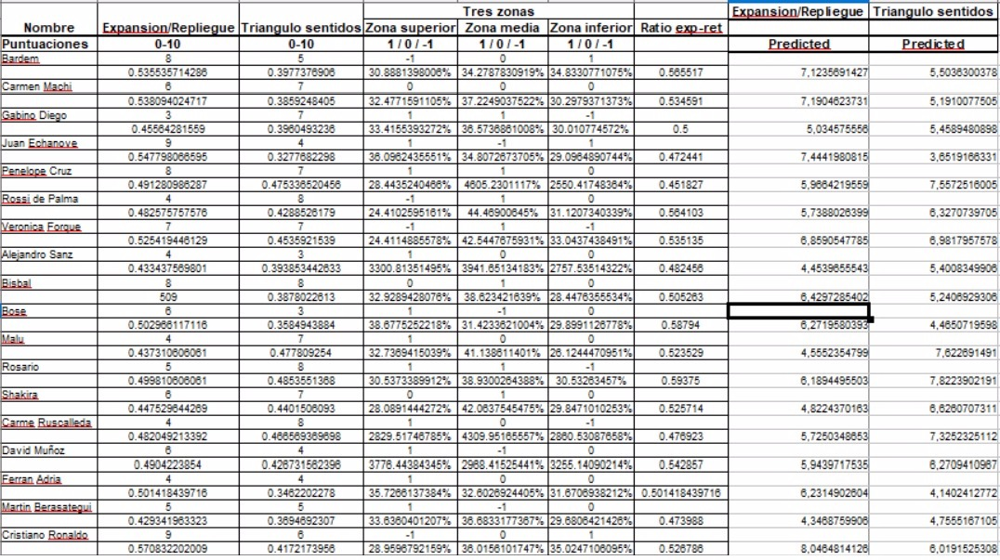 Tres zonas Expansion/Repliegue Triangulo sentidos
Nombre Expansion/Repliegue Triangulo sentidos Zona superior Zona media Zona inferior Ratio exp-ret
Puntuaciones 0-10 0-10 1 / 0 / -1 1 / 0 / -1 1 / 0 / -1 Predicted Predicted
Bardem 8 5 -1 0 1
0.535535714286 0.3977376906 30.8881398006% 34.2787830919% 34.8330771075% 0.565517 7,1235691427 5,5036300378
Carmen Machi 6 7 0 0 0
0.538094024717 0.3859248405 32.4771591105% 37.2249037522% 30.2979371373% 0.534591 7,1904623731 5,1910077505
Gabino Diego 3 7 1 1 -1
0.45564281559 0.3960493236 33.4155393272% 36.5736861008% 30.010774572% 0.5 5,034575556 5,4589480898
Juan Echanove 9 4 1 -1 1
0.547798066595 0.3277682298 36.0962435551% 34.8072673705% 29.0964890744% 0.472441 7,4441980815 3,6519166331
Penelope Cruz 8 7 1 1 0
0.491280986287 0.475336520456 28.4435240466% 4605.2301117% 2550.41748364% 0.451827 5,9664219559 7,5572516005
Rossi de Palma 4 8 -1 1 0
0.482575757576 0.4288526179 24.4102595161% 44.46900645% 31.1207340339% 0.564103 5,7388026399 6,3270739705
Veronica Forque 7 7 -1 1 -1
0.525419446129 0.4535921539 24.4114885578% 42.5447675931% 33.0437438491% 0.535135 6,8590547785 6,9817957578
Alejandro Sanz 4 3 1 0 0
0.433437569801 0.393853442633 3300.81351495% 3941.65134183% 2757.53514322% 0.482456 4,4539655543 5,4008349906
Bisbal 8 8 0 1 0
509 0.3878022613 32.9289428076% 38.623421639% 28.4476355534% 0.505263 6,4297285402 5,2406929306
Bose 6 3 1 -1 0
0.502966117116 0.3584943884 38.6775252218% 31.4233621004% 29.8991126778% 0.58794 6,2719580393 4,4650719598
Malu 4 7 1 0 0
0.437310606061 0.477809254 32.7369415039% 41.138611401% 26.1244470951% 0.523529 4,5552354799 7,622691491
Rosario 5 8 1 1 -1
0.499810606061 0.4853551368 30.5373389912% 38.9300264388% 30.53263457% 0.59375 6,1894495503 7,8223902191
Shakira 6 7 0 1 0
0.447529644269 0.4401506093 28.0891444272% 42.0637545475% 29.8471010253% 0.525714 4,8224370163 6,6260707311
Carme Ruscalleda 4 8 1 0 -1
0.482049213392 0.466569369698 2829.51746785% 4309.95165557% 2860.53087658% 0.476923 5,7250348653 7,3252325112
David Muñoz 6 4 1 -1 0
0.4904223854 0.426731562396 3776.44384345% 2968.41525441% 3255.14090214% 0.542857 5,9439717535 6,2709410967
Ferran Adria 4 4 1 0 0
0.501418439716 0.3462202278 35.7266137384% 32.6026924405% 31.6706938212% 0.501418439716 6,2314902604 4,1402412772
Martin Berasategui 5 5 1 -1 0
0.429341963323 0.3694692307 33.6360401207% 36.6833177367% 29.6806421426% 0.473988 4,3468759906 4,7555167105
Cristiano Ronaldo 9 6 -1 0 1
0.570832202009 0.4172173956 28.9596792159% 36.0156101747% 35.0247106095% 0.526786 8,0464814126 6,0191525308